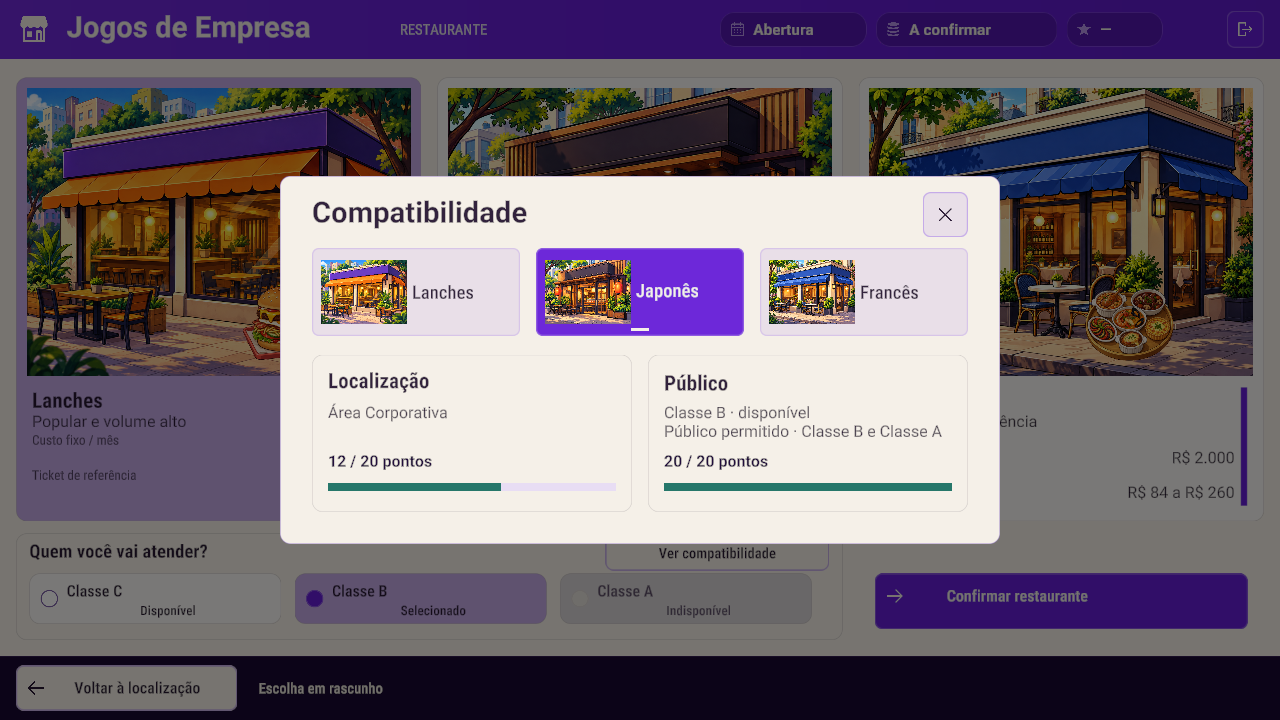 Jogos de Empresa
RESTAURANTE
Abertura
A confirmar
–
Compatibilidade
Lanches
Japonês
Francês
Localização
Área Corporativa
12 / 20 pontos
Público
Classe B · disponível
Público permitido · Classe B e Classe A
20 / 20 pontos
Lanches
Popular e volume alto
Custo fixo / mês
Ticket de referência
ência
R$ 2.000
R$ 84 a R$ 260
Quem você vai atender?
Ver compatibilidade
Classe C
Disponível
Classe B
Selecionado
Classe A
Indisponível
Confirmar restaurante
Voltar à localização
Escolha em rascunho